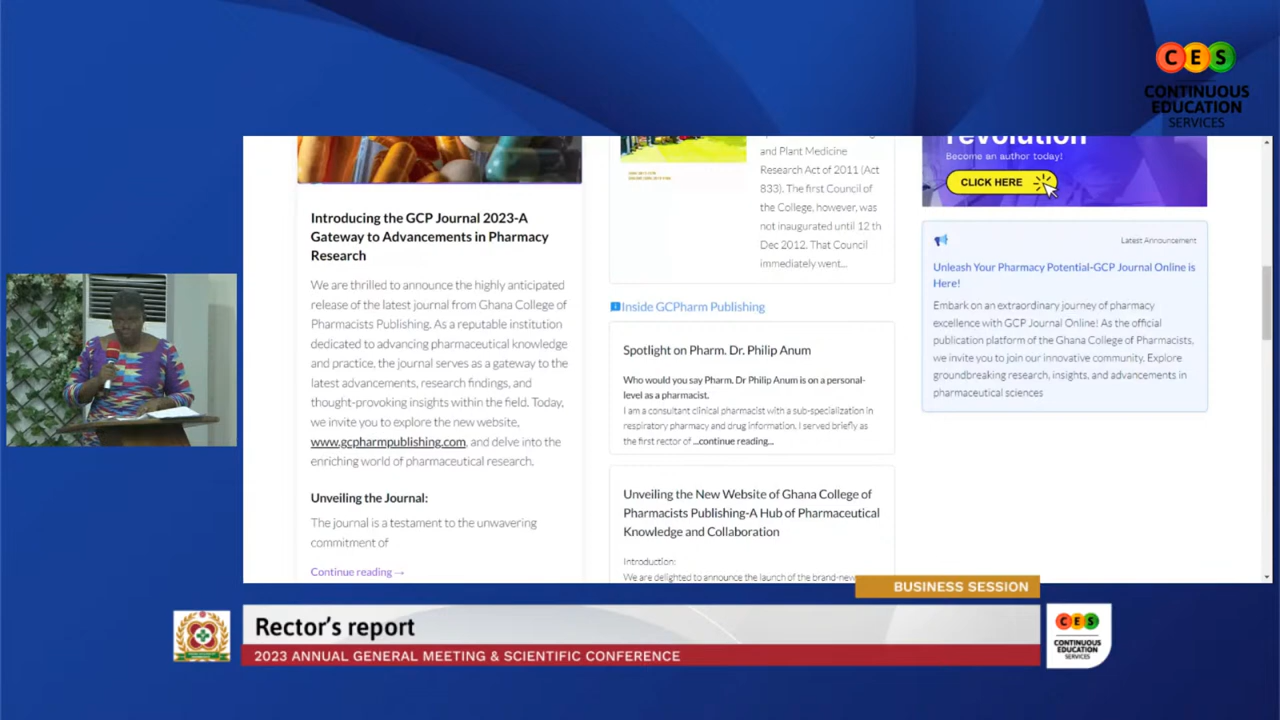 CES
CONTINUOUS
EDUCATION
SERVICES
Introducing the GCP Journal 2023-A
Gateway to Advancements in Pharmacy
Research
We are thrilled to announce the highly anticipated
release of the latest journal from Ghana College of
Pharmacists Publishing. As a reputable institution
dedicated to advancing pharmaceutical knowledge
and practice, the journal serves as a gateway to the
latest advancements, research findings, and
thought-provoking insights within the field. Today,
we invite you to explore the new website,
www.gcpharmpublishing.com, and delve into the
enriching world of pharmaceutical research.
Unveiling the Journal:
The journal is a testament to the unwavering
commitment of
Continue reading →
and Plant Medicine
Research Act of 2011 (Act
833). The first Council of
the College, however, was
not inaugurated until 12 th
Dec 2012. That Council
immediately went...
Inside GCPharm Publishing
Spotlight on Pharm. Dr. Philip Anum
Who would you say Pharm. Dr Philip Anum is on a personal-
level as a pharmacist.
I am a consultant clinical pharmacist with a sub-specialization in
respiratory pharmacy and drug information. I served briefly as
the first rector of ...continue reading...
Unveiling the New Website of Ghana College of
Pharmacists Publishing-A Hub of Pharmaceutical
Knowledge and Collaboration
Introduction:
We are delighted to announce the launch of the brand-new
revolution
Become an author today!
CLICK HERE
Latest Announcement
Unleash Your Pharmacy Potential-GCP Journal Online is
Here!
Embark on an extraordinary journey of pharmacy
excellence with GCP Journal Online! As the official
publication platform of the Ghana College of Pharmacists,
we invite you to join our innovative community. Explore
groundbreaking research, insights, and advancements in
pharmaceutical sciences
BUSINESS SESSION
Rector's report
2023 ANNUAL GENERAL MEETING & SCIENTIFIC CONFERENCE
CES
CONTINUOUS
EDUCATION
SERVICES